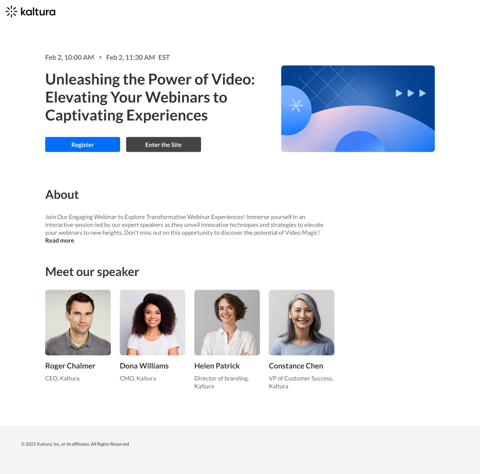 kaltura
Feb 2, 10:00 AM › Feb 2, 11:30 AM EST
Unleashing the Power of Video:
Elevating Your Webinars to
Captivating Experiences
Register
Enter the Site
About
Join Our Engaging Webinar to Explore Transformative Webinar Experiences! Immerse yourself in an
interactive session led by our expert speakers as they unveil innovative techniques and strategies to elevate
your webinars to new heights. Don't miss out on this opportunity to discover the potential of Video Magic!
Read more
Meet our speaker
Roger Chalmer
CEO, Kaltura
Dona Williams
CMO, Kaltura
Helen Patrick
Director of branding,
Kaltura
Constance Chen
VP of Customer Success,
Kaltura
© 2021 Kaltura, Inc. or its affiliates. All Rights Reserved